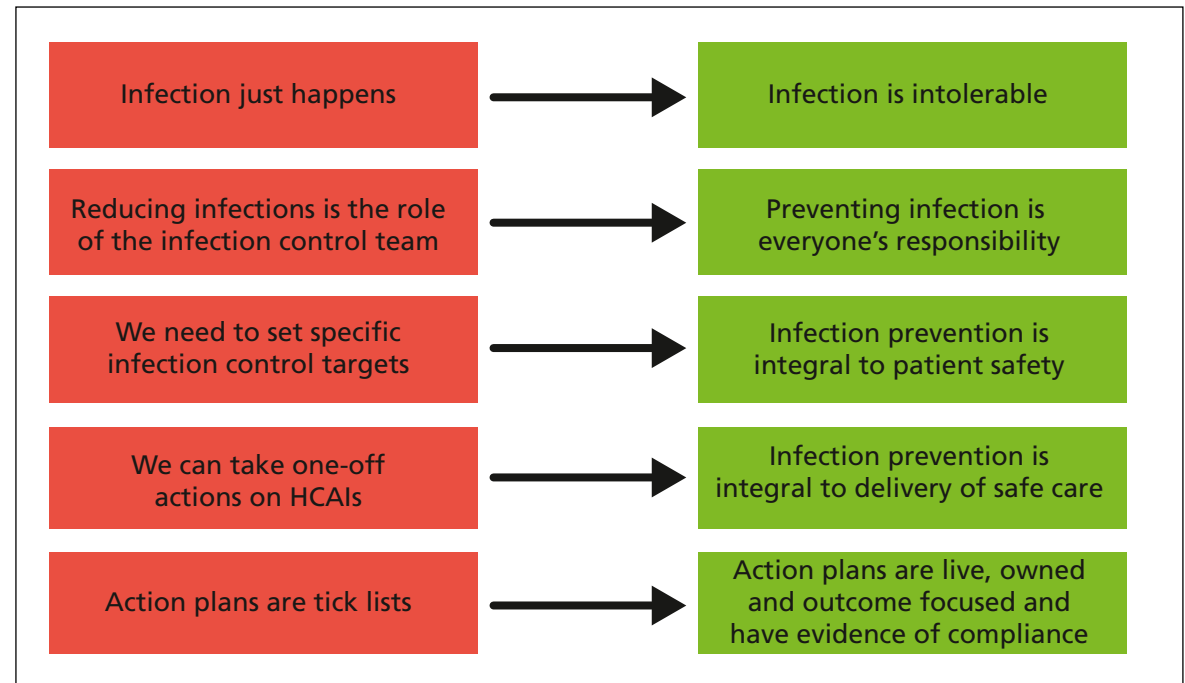 Infection just happens
Infection is intolerable
Reducing infections is the role
of the infection control team
Preventing infection is
everyone’s responsibility
We need to set specific
infection control targets
Infection prevention is
integral to patient safety
We can take one-off
actions on HCAIs
Infection prevention is
integral to delivery of safe care
Action plans are tick lists
Action plans are live, owned
and outcome focused and
have evidence of compliance